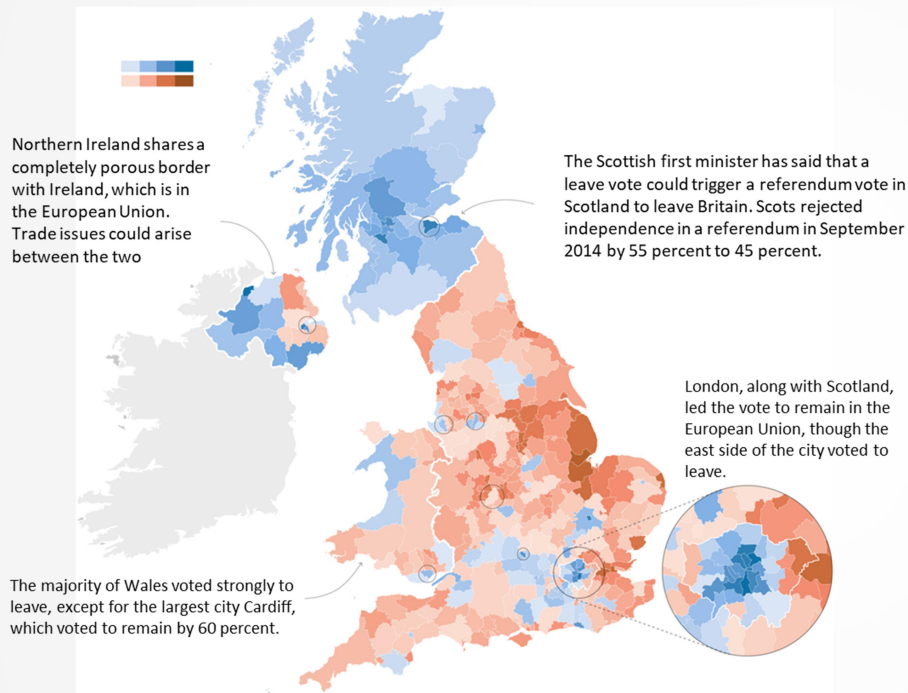 Northern Ireland shares a
completely porous border
with Ireland, which is in
the European Union.
Trade issues could arise
between the two
The Scottish first minister has said that a
leave vote could trigger a referendum vote in
Scotland to leave Britain. Scots rejected
independence in a referendum in September
2014 by 55 percent to 45 percent.
London, along with Scotland,
led the vote to remain in the
European Union, though the
east side of the city voted to
leave.
The majority of Wales voted strongly to
leave, except for the largest city Cardiff,
which voted to remain by 60 percent.